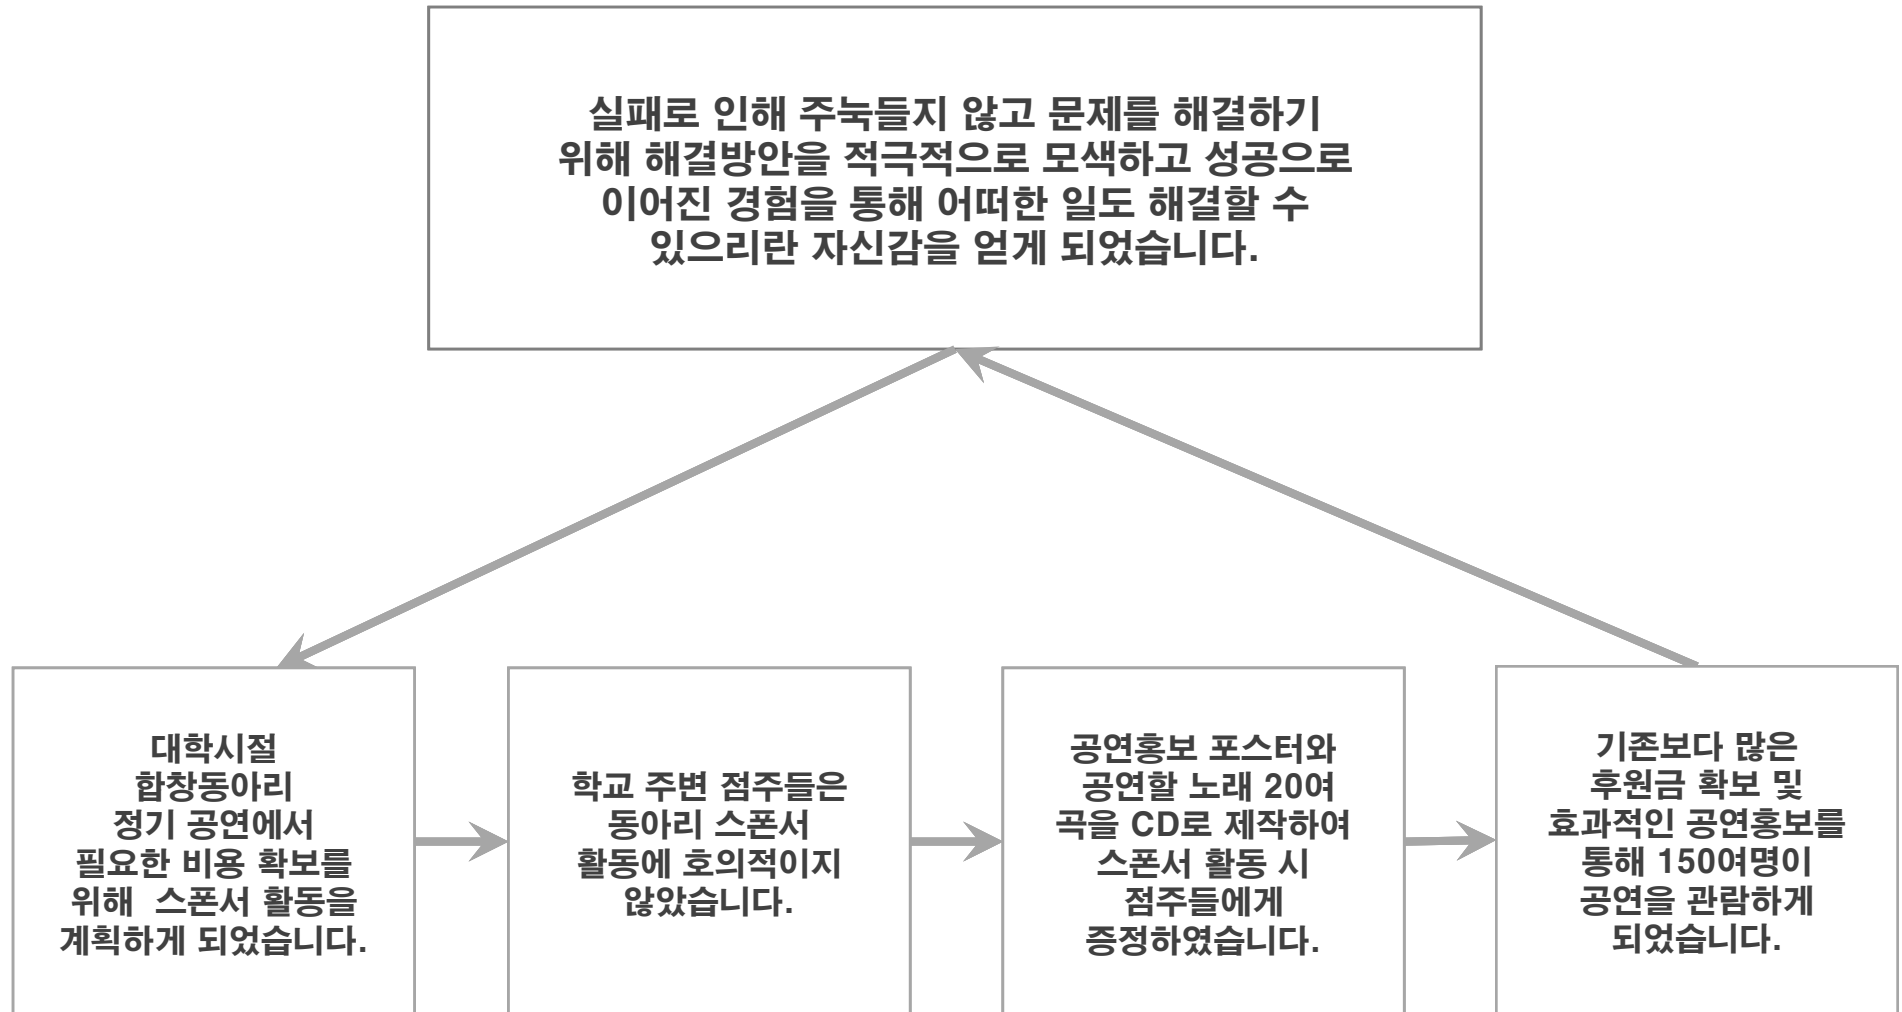 실패로 인해 주눅들지 않고 문제를 해결하기
위해 해결방안을 적극적으로 모색하고 성공으로
이어진 경험을 통해 어떠한 일도 해결할 수
있으리란 자신감을 얻게 되었습니다.
대학시절
합창동아리
정기 공연에서
필요한 비용 확보를
위해  스폰서 활동을
계획하게 되었습니다.
학교 주변 점주들은
동아리 스폰서
활동에 호의적이지
않았습니다.
공연홍보 포스터와
공연할 노래 20여
곡을 CD로 제작하여
스폰서 활동 시
점주들에게
증정하였습니다.
기존보다 많은
후원금 확보 및
효과적인 공연홍보를
통해 150여명이
공연을 관람하게
되었습니다.